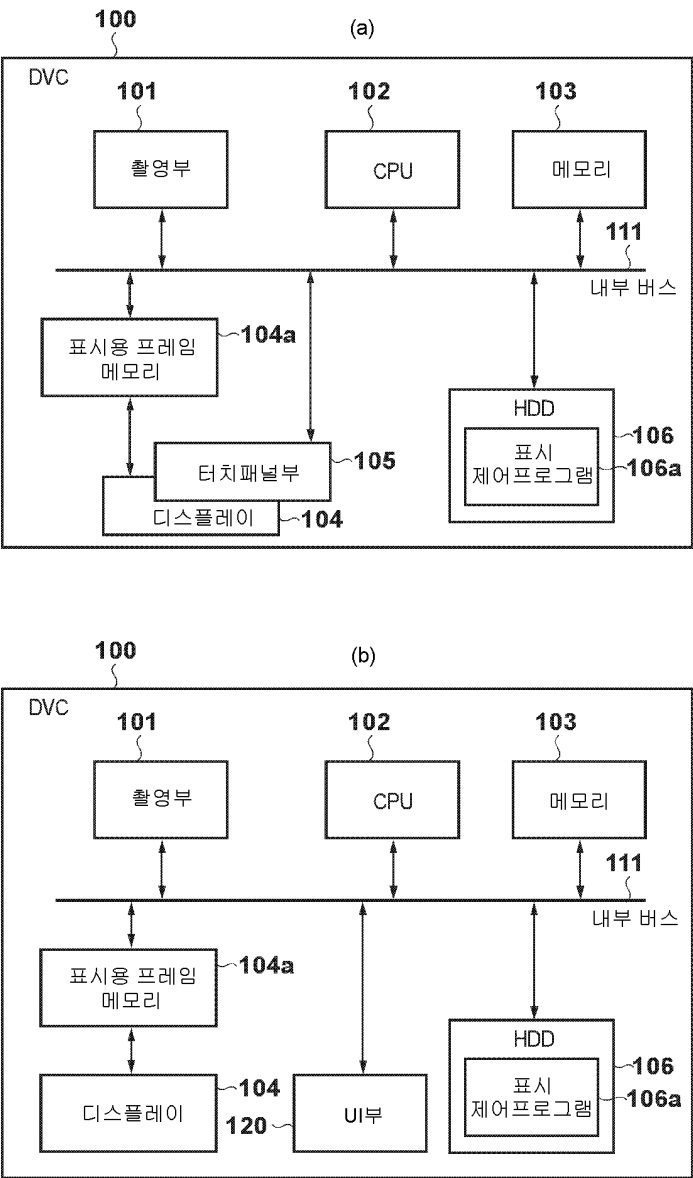 100
(a)
DVC
101
102
103
촬영부
CPU
메모리
111
내부 버스
표시용 프레임
메모리
104a
HDD
표시
제어프로그램
106
106a
터치패널부
105
디스플레이
104
100
(b)
DVC
101
102
103
촬영부
CPU
메모리
111
내부 버스
표시용 프레임
메모리
104a
HDD
표시
제어프로그램
106
106a
디스플레이
104
120
UI부